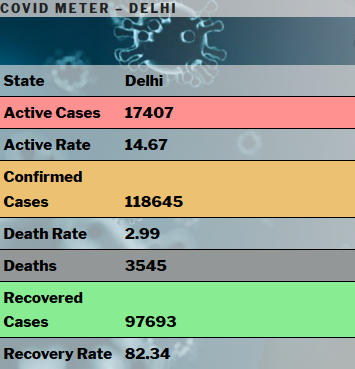 COVID METER – DELHI
State Delhi
Active Cases 17407
Active Rate 14.67
Confirmed
Cases 118645
Death Rate 2.99
Deaths 3545
Recovered
Cases 97693
Recovery Rate 82.34